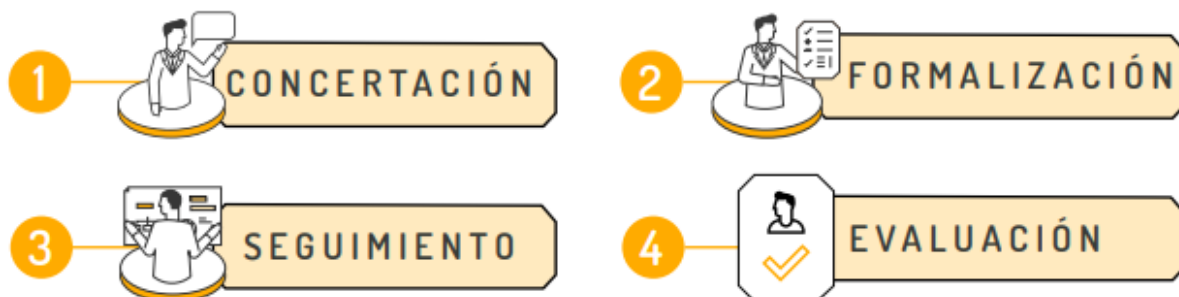 1 CONCERTACIÓN
2 FORMALIZACIÓN
3 SEGUIMIENTO
4 EVALUACIÓN